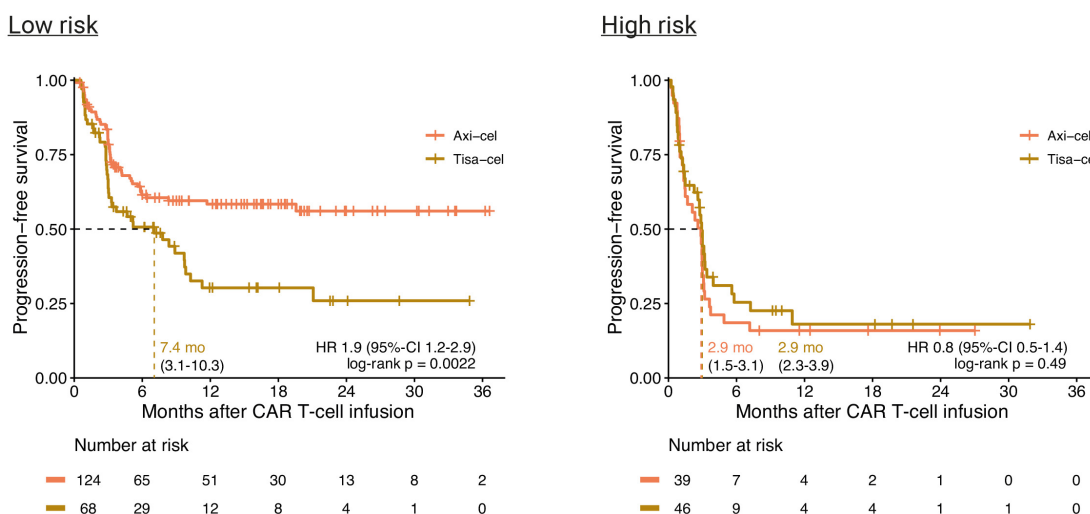 Low risk
1.00
0.75
0.50
0.25
0.00
Progression-free survival
Axi-cel
Tisa-cel
7.4 mo
(3.1-10.3)
HR 1.9 (95%-CI 1.2-2.9)
log-rank p = 0.0022
0 6 12 18 24 30 36
Months after CAR T-cell infusion
Number at risk
124 65 51 30 13 8 2
68 29 12 8 4 1 0
High risk
1.00
0.75
0.50
0.25
0.00
Progression-free survival
Axi-cel
Tisa-cel
2.9 mo
(1.5-3.1)
2.9 mo
(2.3-3.9)
HR 0.8 (95%-CI 0.5-1.4)
log-rank p = 0.49
0 6 12 18 24 30 36
Months after CAR T-cell infusion
Number at risk
39 7 4 2 1 0 0
46 9 4 4 1 1 0